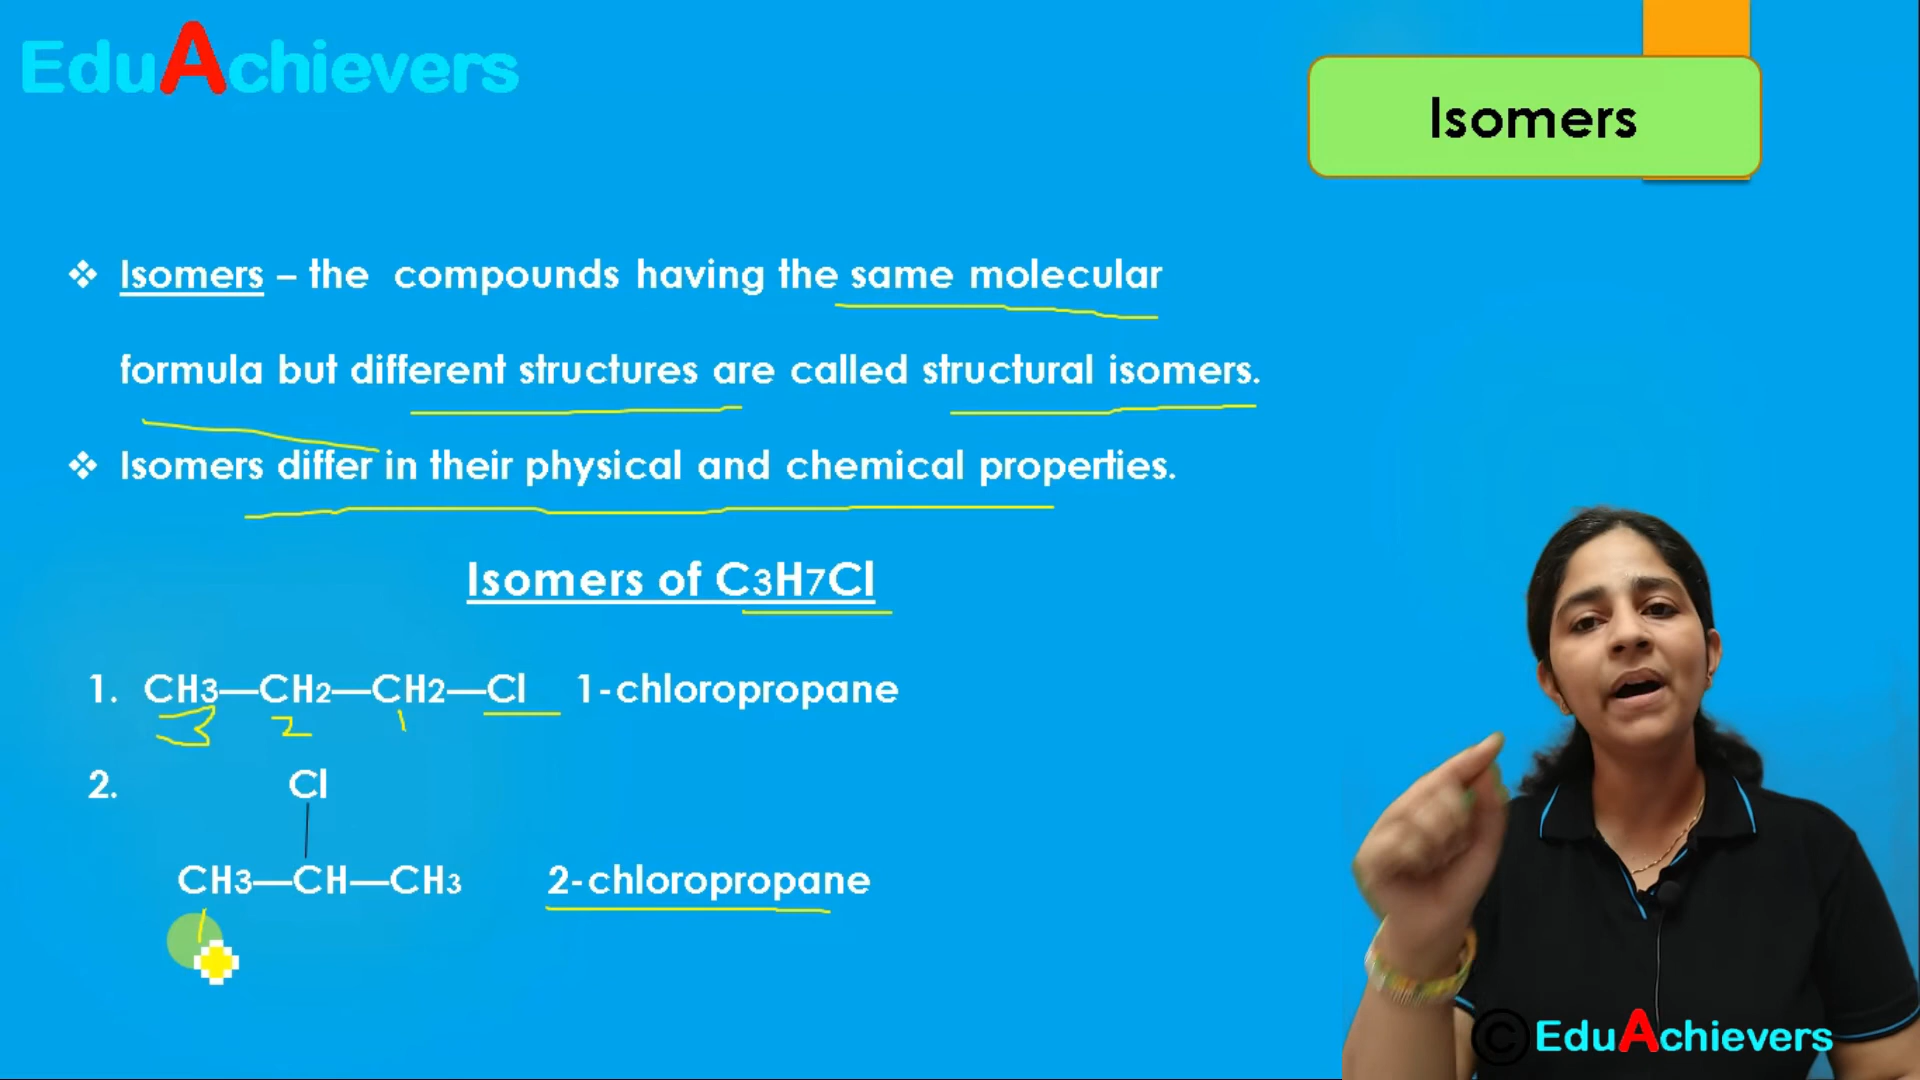 EduAchievers
Isomers
❖ Isomers – the compounds having the same molecular
formula but different structures are called structural isomers.
❖ Isomers differ in their physical and chemical properties.
Isomers of C3H7Cl
1. CH3—CH2—CH2—Cl 1-chloropropane
3 2 1
2. Cl
CH3—CH—CH3 2-chloropropane
© EduAchievers